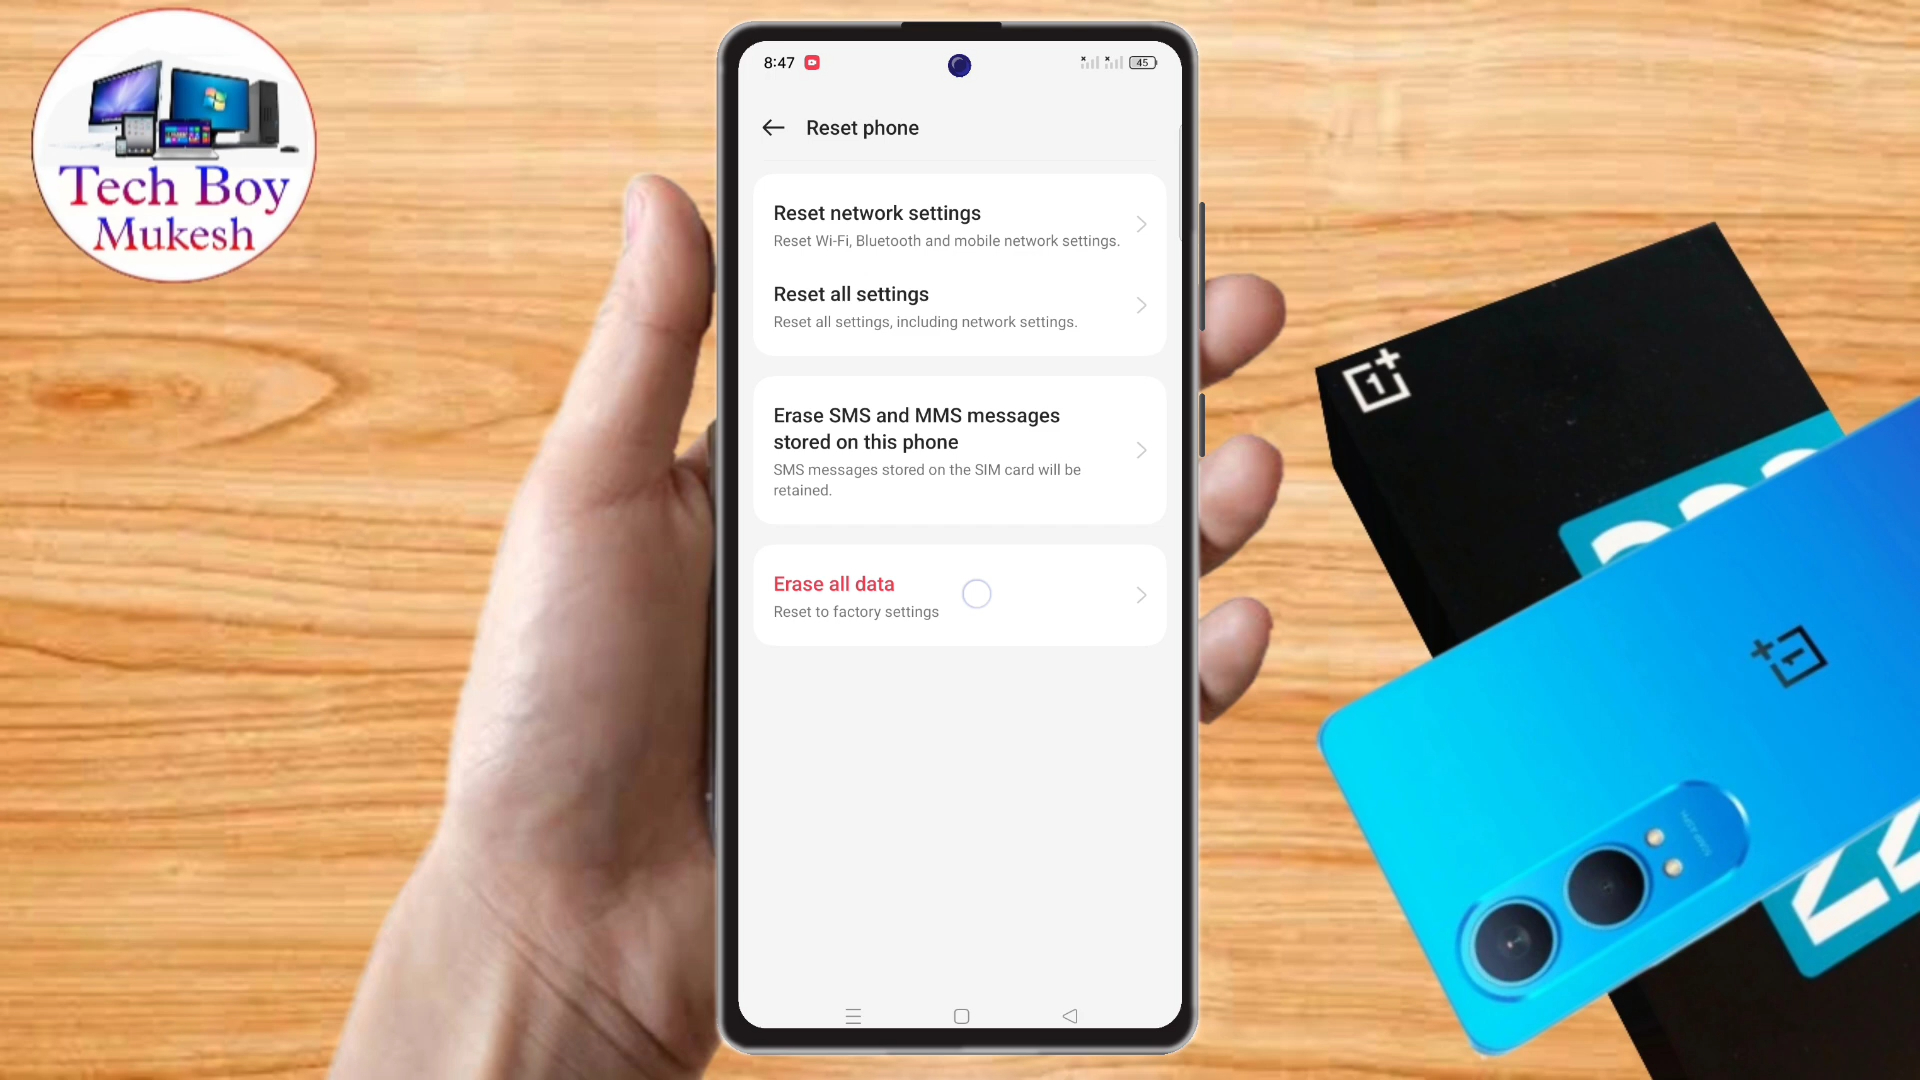 Tech Boy
Mukesh
8:47
45
Reset phone
Reset network settings
Reset Wi-Fi, Bluetooth and mobile network settings.
Reset all settings
Reset all settings, including network settings.
Erase SMS and MMS messages
stored on this phone
SMS messages stored on the SIM card will be
retained.
Erase all data
Reset to factory settings
1+
+1